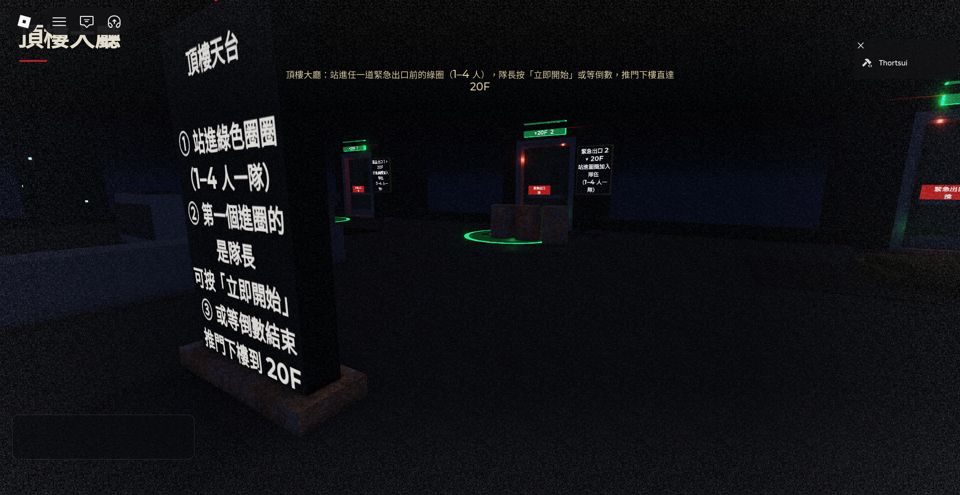 頂樓大廳
頂樓大廳：站進任一道緊急出口前的綠圈（1–4 人），隊長按「立即開始」或等倒數，推門下樓直達
20F
Thortsui
頂樓天台
① 站進綠色圈圈
（1–4 人一隊）
② 第一個進圈的
是隊長
可按「立即開始」
③ 或等倒數結束
推門下樓到 20F
緊急出口 2
站進圈圈加入
隊伍
（1–4 人一
隊）